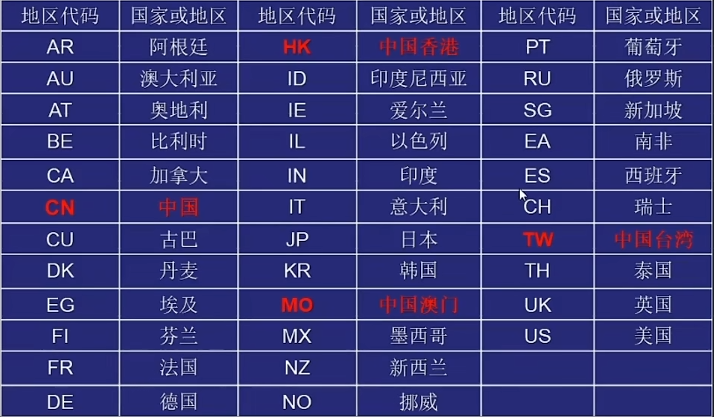 地区代码 国家或地区 地区代码 国家或地区 地区代码 国家或地区
AR 阿根廷 HK 中国香港 PT 葡萄牙
AU 澳大利亚 ID 印度尼西亚 RU 俄罗斯
AT 奥地利 IE 爱尔兰 SG 新加坡
BE 比利时 IL 以色列 EA 南非
CA 加拿大 IN 印度 ES 西班牙
CN 中国 IT 意大利 CH 瑞士
CU 古巴 JP 日本 TW 中国台湾
DK 丹麦 KR 韩国 TH 泰国
EG 埃及 MO 中国澳门 UK 英国
FI 芬兰 MX 墨西哥 US 美国
FR 法国 NZ 新西兰
DE 德国 NO 挪威